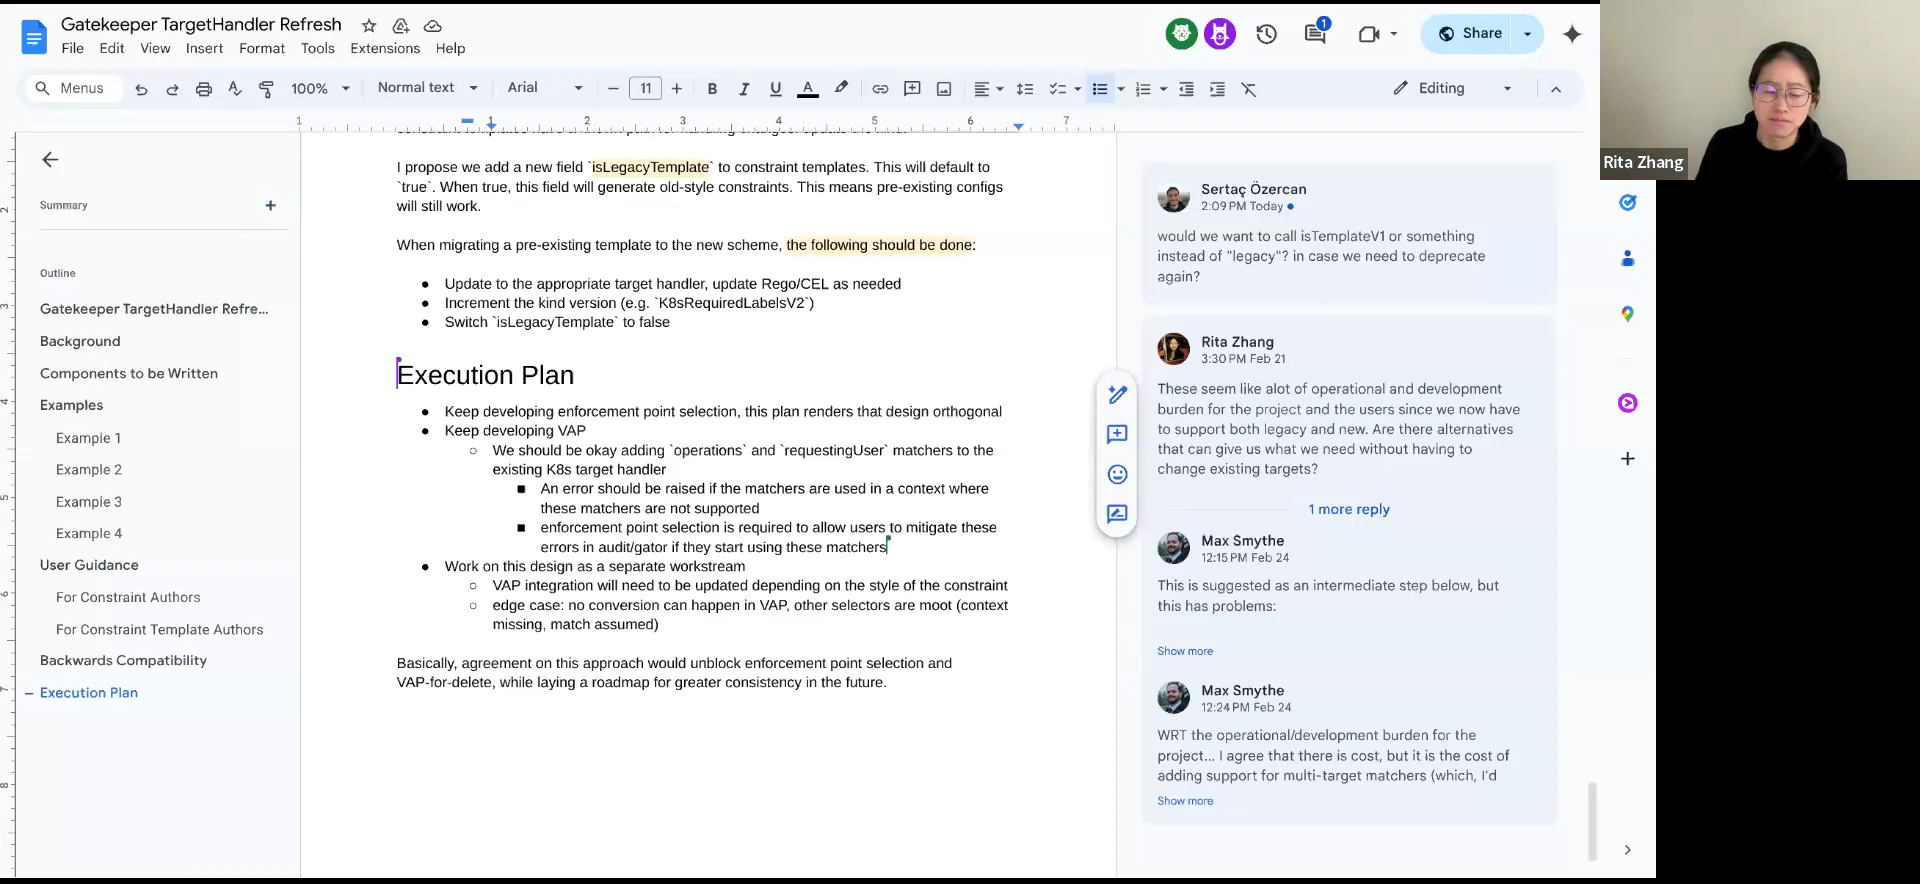 Gatekeeper TargetHandler Refresh
File Edit View Insert Format Tools Extensions Help
1
Share
Menus
100%
Normal text
Arial
11
B I U A
Editing
1 1 2 3 4 5 6 7
2
3
4
5
6
7
8
Summary
Outline
Gatekeeper TargetHandler Refre...
Background
Components to be Written
Examples
Example 1
Example 2
Example 3
Example 4
User Guidance
For Constraint Authors
For Constraint Template Authors
Backwards Compatibility
Execution Plan
I propose we add a new field `isLegacyTemplate` to constraint templates. This will default to
`true`. When true, this field will generate old-style constraints. This means pre-existing configs
will still work.
When migrating a pre-existing template to the new scheme, the following should be done:
● Update to the appropriate target handler, update Rego/CEL as needed
● Increment the kind version (e.g. `K8sRequiredLabelsV2`)
● Switch `isLegacyTemplate` to false
Execution Plan
● Keep developing enforcement point selection, this plan renders that design orthogonal
● Keep developing VAP
○ We should be okay adding `operations` and `requestingUser` matchers to the
existing K8s target handler
■ An error should be raised if the matchers are used in a context where
these matchers are not supported
■ enforcement point selection is required to allow users to mitigate these
errors in audit/gator if they start using these matchers
● Work on this design as a separate workstream
○ VAP integration will need to be updated depending on the style of the constraint
○ edge case: no conversion can happen in VAP, other selectors are moot (context
missing, match assumed)
Basically, agreement on this approach would unblock enforcement point selection and
VAP-for-delete, while laying a roadmap for greater consistency in the future.
Sertaç Özercan
2:09 PM Today
would we want to call isTemplateV1 or something
instead of "legacy"? in case we need to deprecate
again?
Rita Zhang
3:30 PM Feb 21
These seem like alot of operational and development
burden for the project and the users since we now have
to support both legacy and new. Are there alternatives
that can give us what we need without having to
change existing targets?
1 more reply
Max Smythe
12:15 PM Feb 24
This is suggested as an intermediate step below, but
this has problems:
Show more
Max Smythe
12:24 PM Feb 24
WRT the operational/development burden for the
project... I agree that there is cost, but it is the cost of
adding support for multi-target matchers (which, I'd
Show more
Rita Zhang